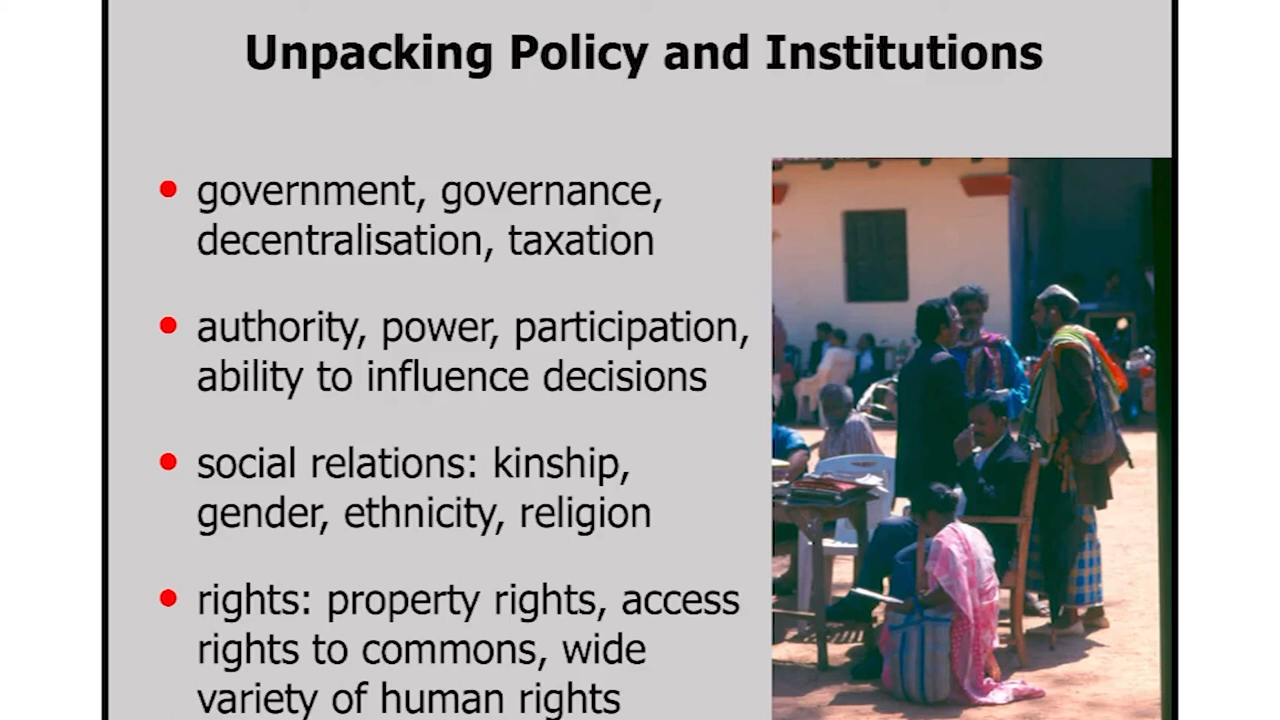 Unpacking Policy and Institutions
• government, governance,
decentralisation, taxation
• authority, power, participation,
ability to influence decisions
• social relations: kinship,
gender, ethnicity, religion
• rights: property rights, access
rights to commons, wide
variety of human rights